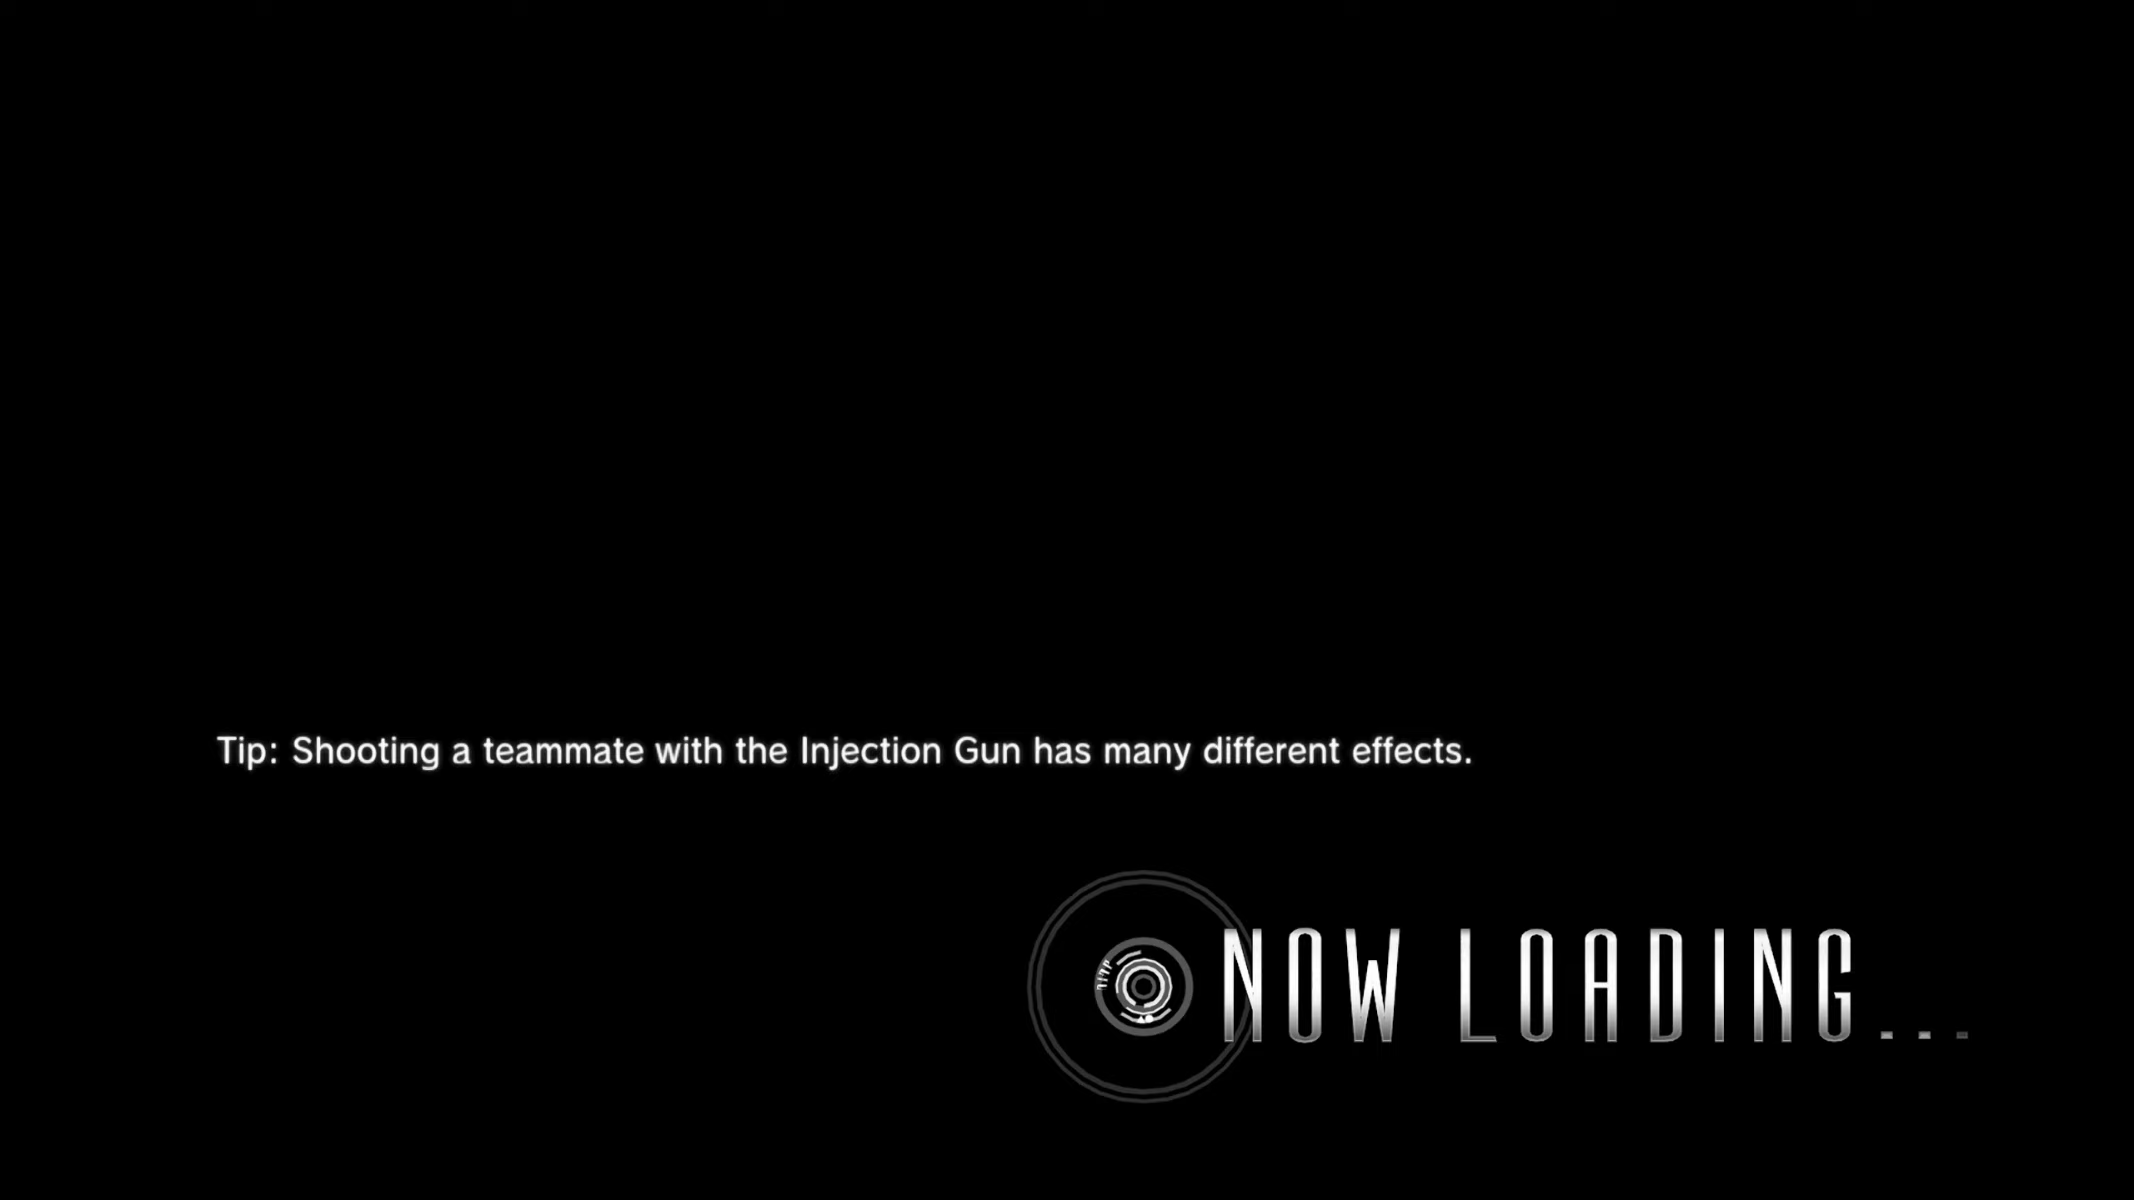 Tip: Shooting a teammate with the Injection Gun has many different effects.
NOW LOADING...